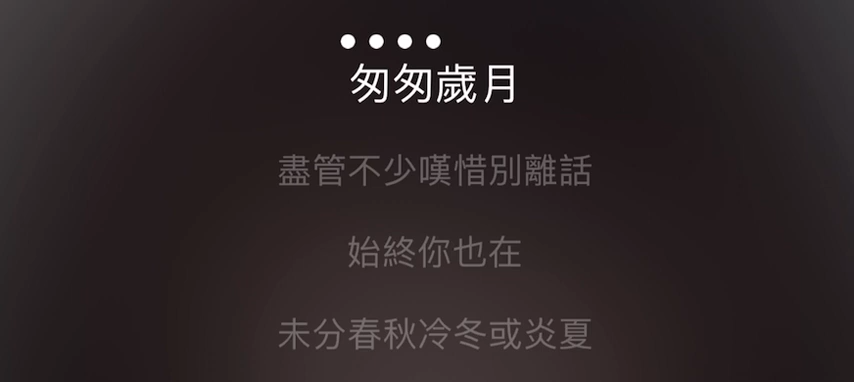 匆匆歲月
盡管不少嘆惜別離話
始終你也在
未分春秋冷冬或炎夏